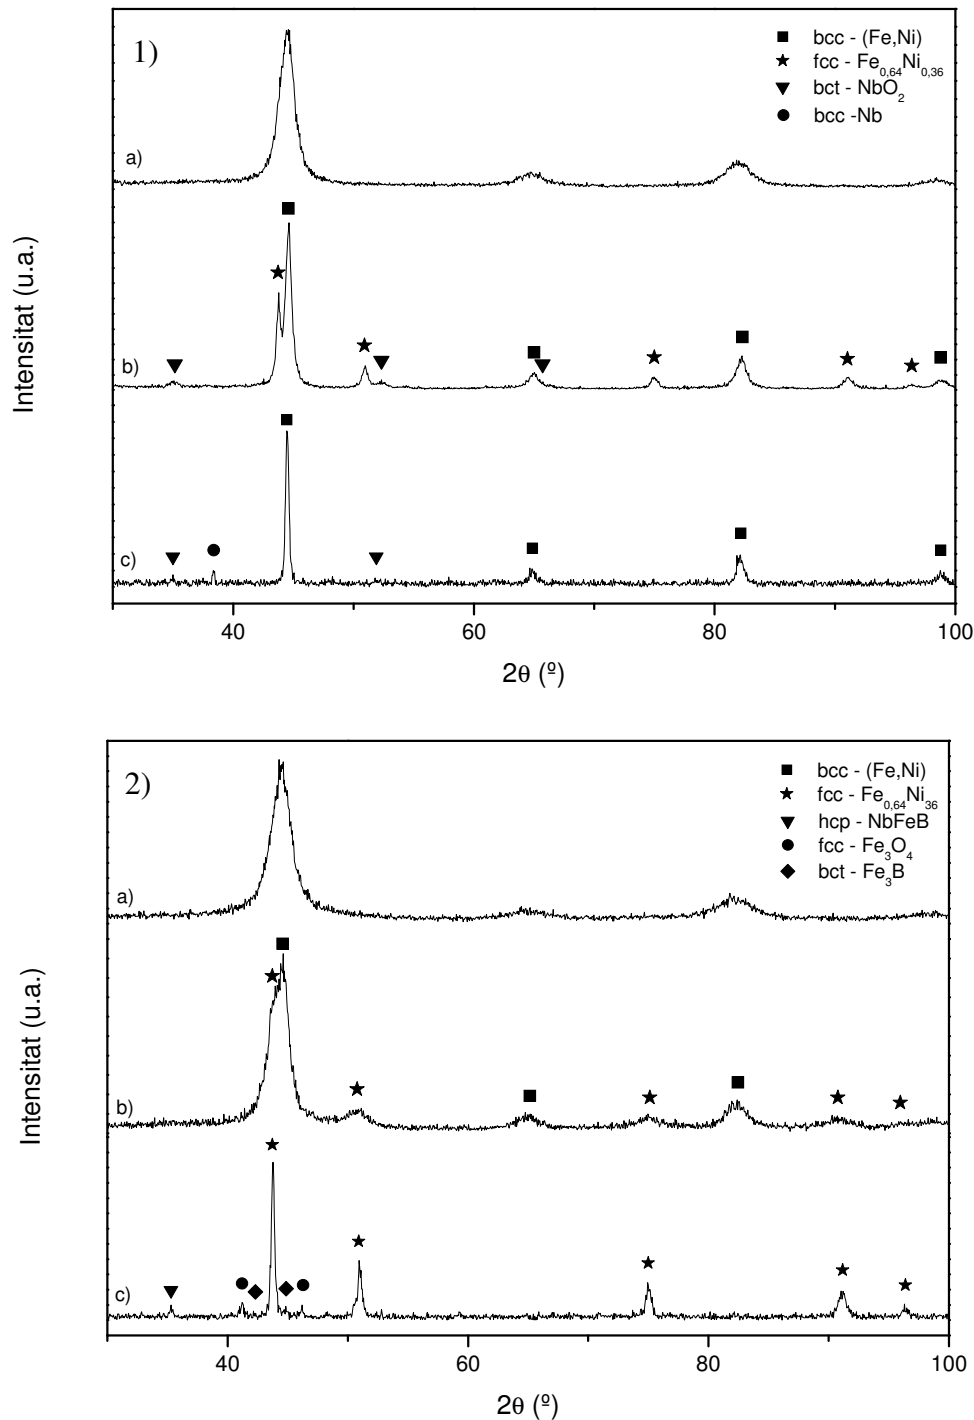 1)
■ bcc - (Fe,Ni)
★ fcc - Fe0,64Ni0,36
▼ bct - NbO2
● bcc -Nb
a)
b)
c)
Intensitat (u.a.)
40 60 80 100
2θ (º)
2)
■ bcc - (Fe,Ni)
★ fcc - Fe0,64Ni36
▼ hcp - NbFeB
● fcc - Fe3O4
◆ bct - Fe3B
a)
b)
c)
Intensitat (u.a.)
40 60 80 100
2θ (º)